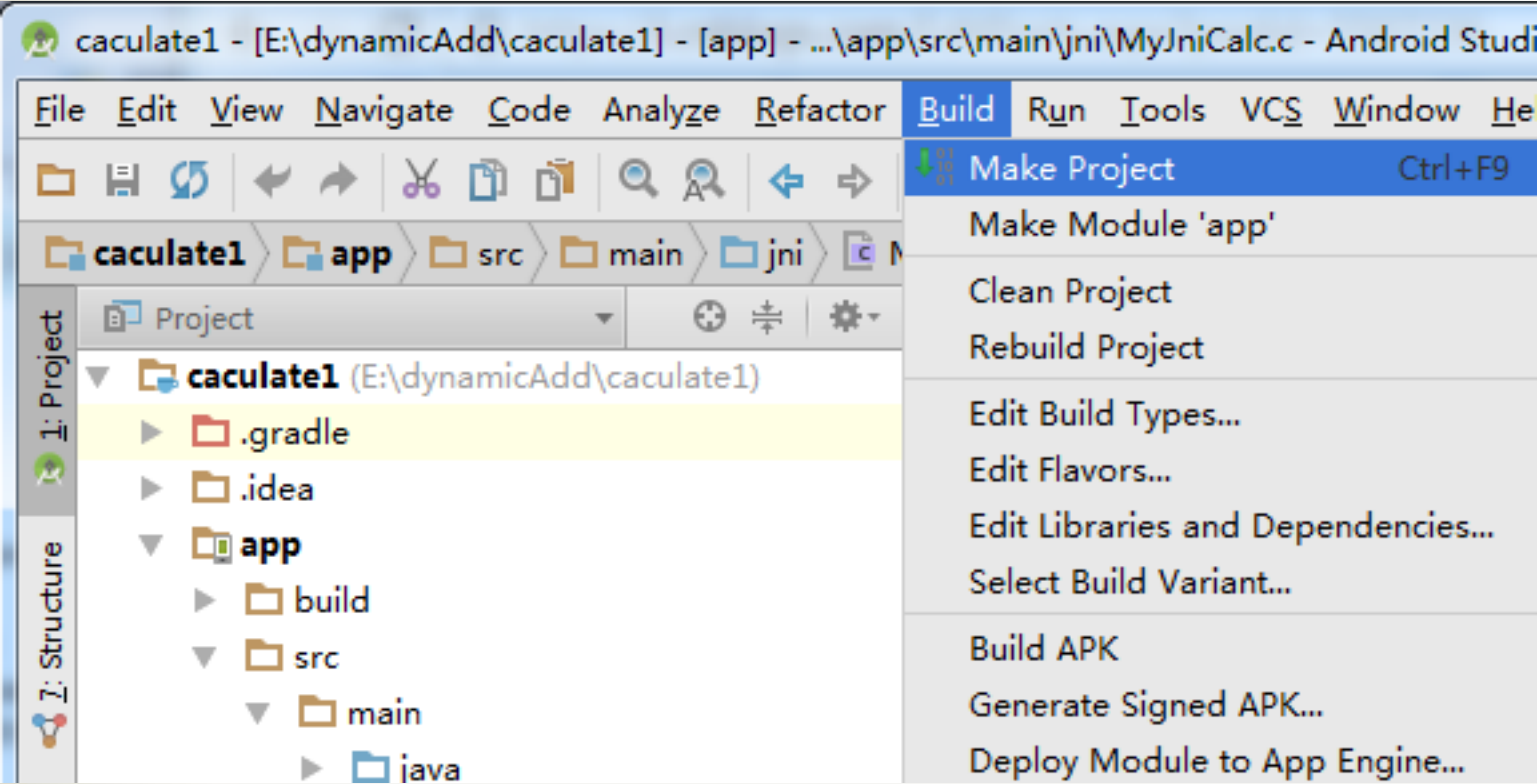 caculate1 - [E:\dynamicAdd\caculate1] - [app] - ...\app\src\main\jni\MyJniCalc.c - Android Studi
File Edit View Navigate Code Analyze Refactor Build Run Tools VCS Window He
Make Project Ctrl+F9
Make Module 'app'
caculate1 app src main jni
Clean Project
Project
Rebuild Project
1: Project
caculate1 (E:\dynamicAdd\caculate1)
Edit Build Types...
.gradle
Edit Flavors...
.idea
Edit Libraries and Dependencies...
app
Select Build Variant...
build
7: Structure
Build APK
src
Generate Signed APK...
main
Deploy Module to App Engine...
java